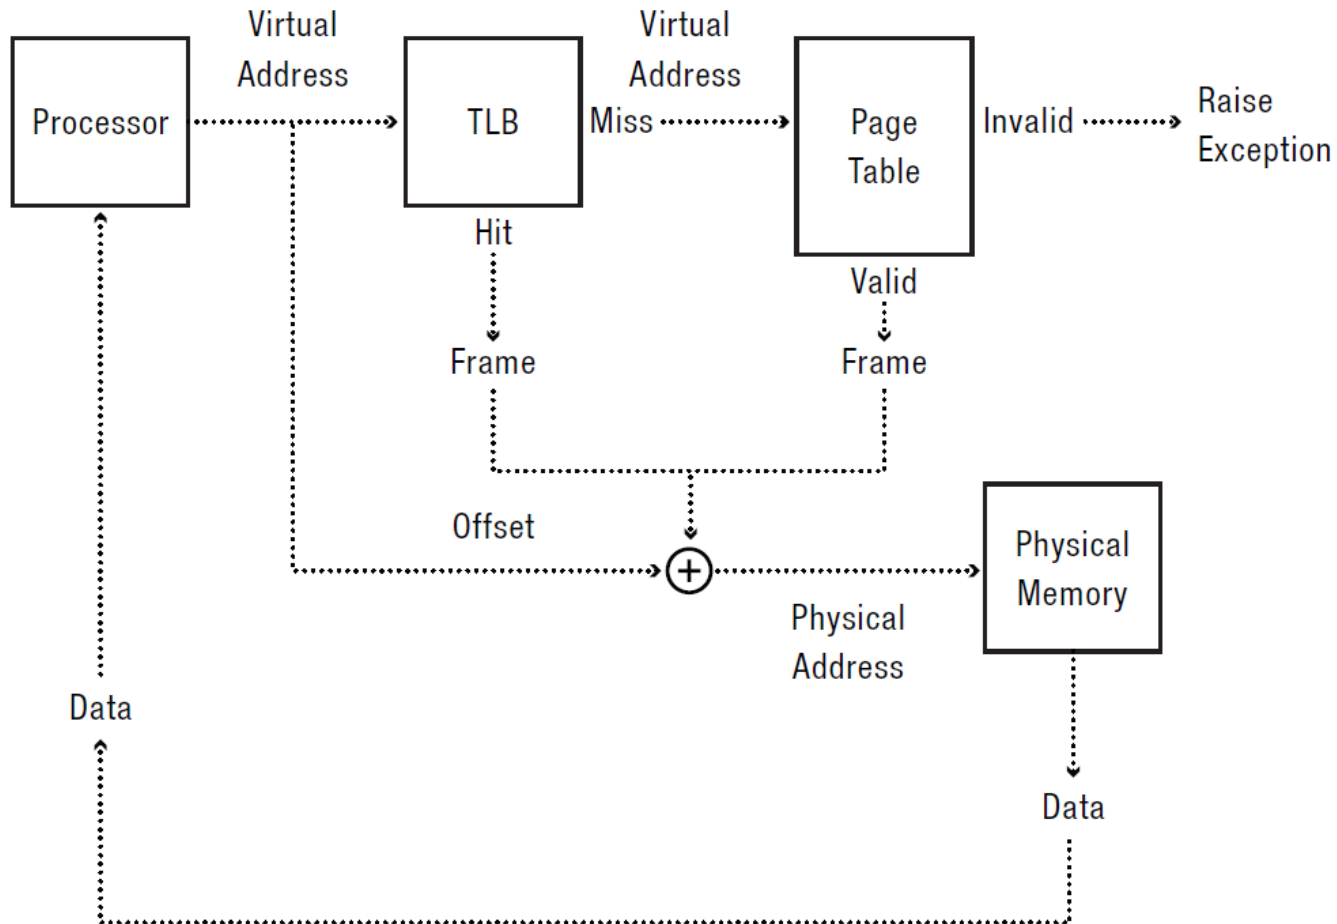 Virtual
Address
Virtual
Address
Processor
TLB
Miss
Page
Table
Invalid
Raise
Exception
Hit
Valid
Frame
Frame
Offset
Physical
Memory
Physical
Address
Data
Data